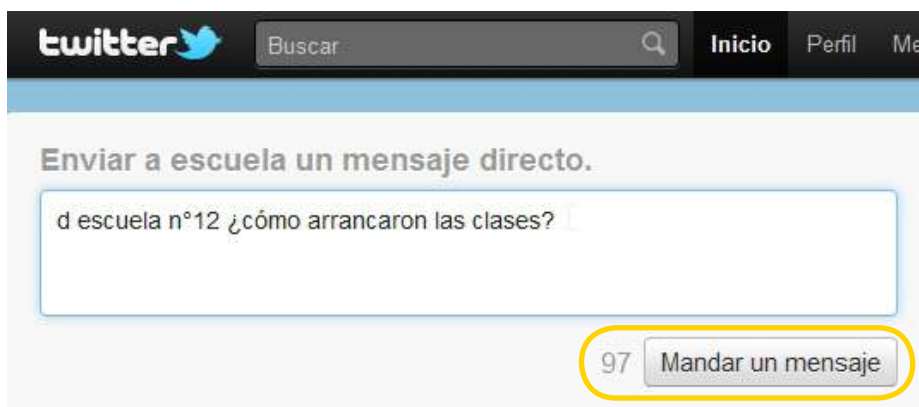 twitter Buscar Inicio Perfil Me
Enviar a escuela un mensaje directo.
d escuela n°12 ¿cómo arrancaron las clases?
97 Mandar un mensaje